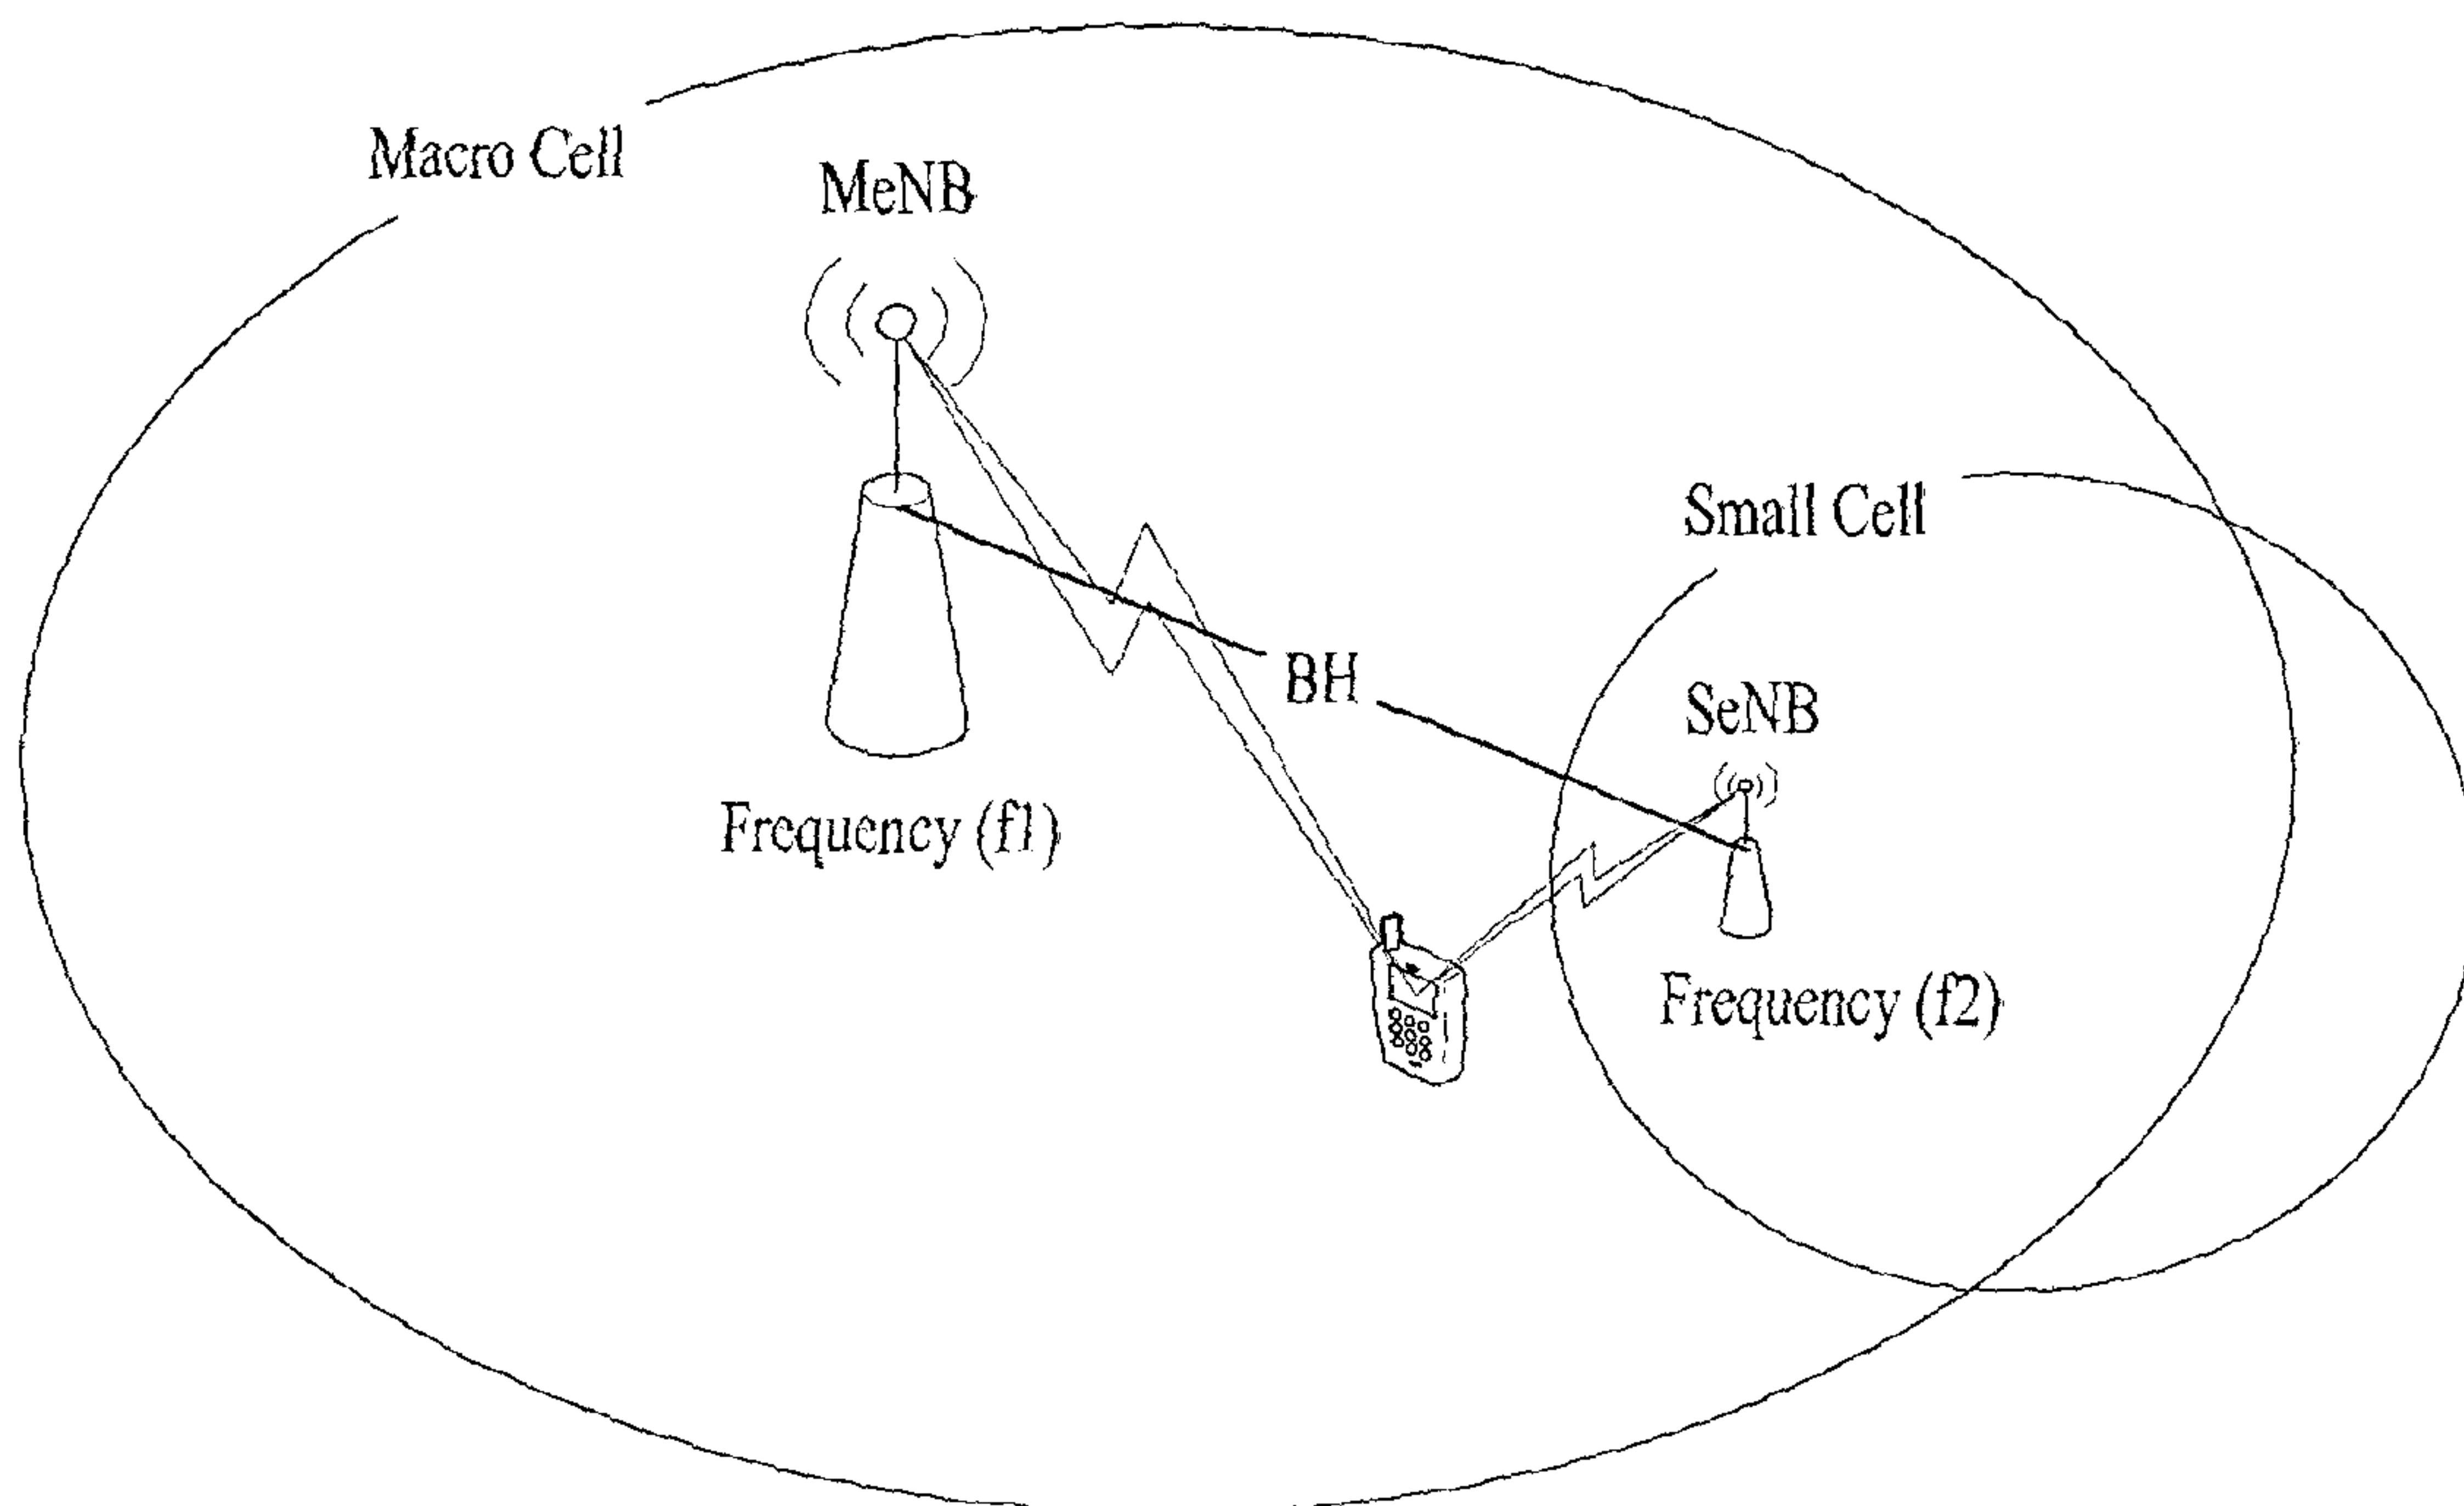 Macro Cell
MeNB
Small Cell
BH
SeNB
Frequency (f1)
Frequency (f2)